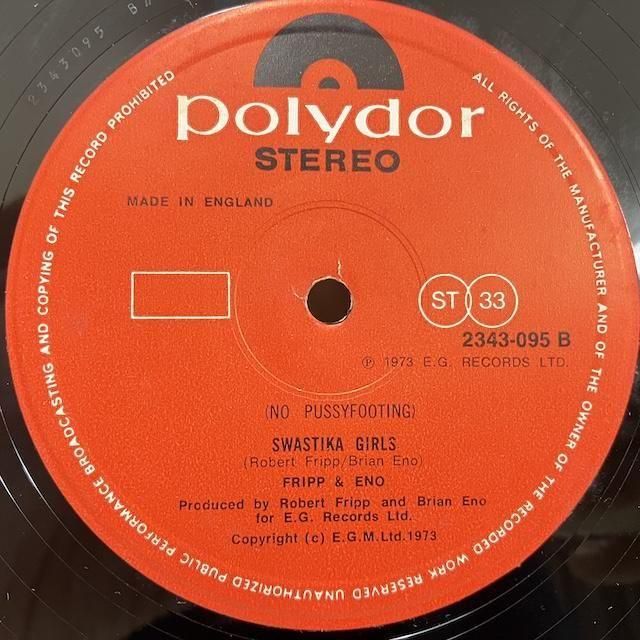 polydor
STEREO
MADE IN ENGLAND
ST 33
2343-095 B
℗ 1973 E.G. RECORDS LTD.
(NO PUSSYFOOTING)
SWASTIKA GIRLS
(Robert Fripp/Brian Eno)
FRIPP & ENO
Produced by Robert Fripp and Brian Eno
for E.G. Records Ltd.
Copyright (c) E.G.M.Ltd.1973
ALL RIGHTS OF THE MANUFACTURER AND OF THE OWNER OF THE RECORDED WORK RESERVED UNAUTHORIZED PUBLIC PERFORMANCE BROADCASTING AND COPYING OF THIS RECORD PROHIBITED
2343095 B